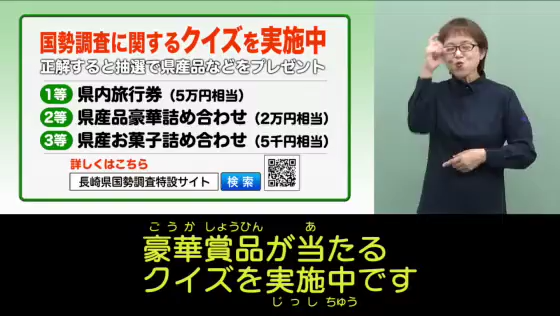 国勢調査に関するクイズを実施中
正解すると抽選で県産品などをプレゼント
1等 県内旅行券（5万円相当）
2等 県産品豪華詰め合わせ（2万円相当）
3等 県産お菓子詰め合わせ（5千円相当）
詳しくはこちら
長崎県国勢調査特設サイト 検索
ごうか しょうひん あ
豪華賞品が当たる
クイズを実施中です
じっし ちゅう